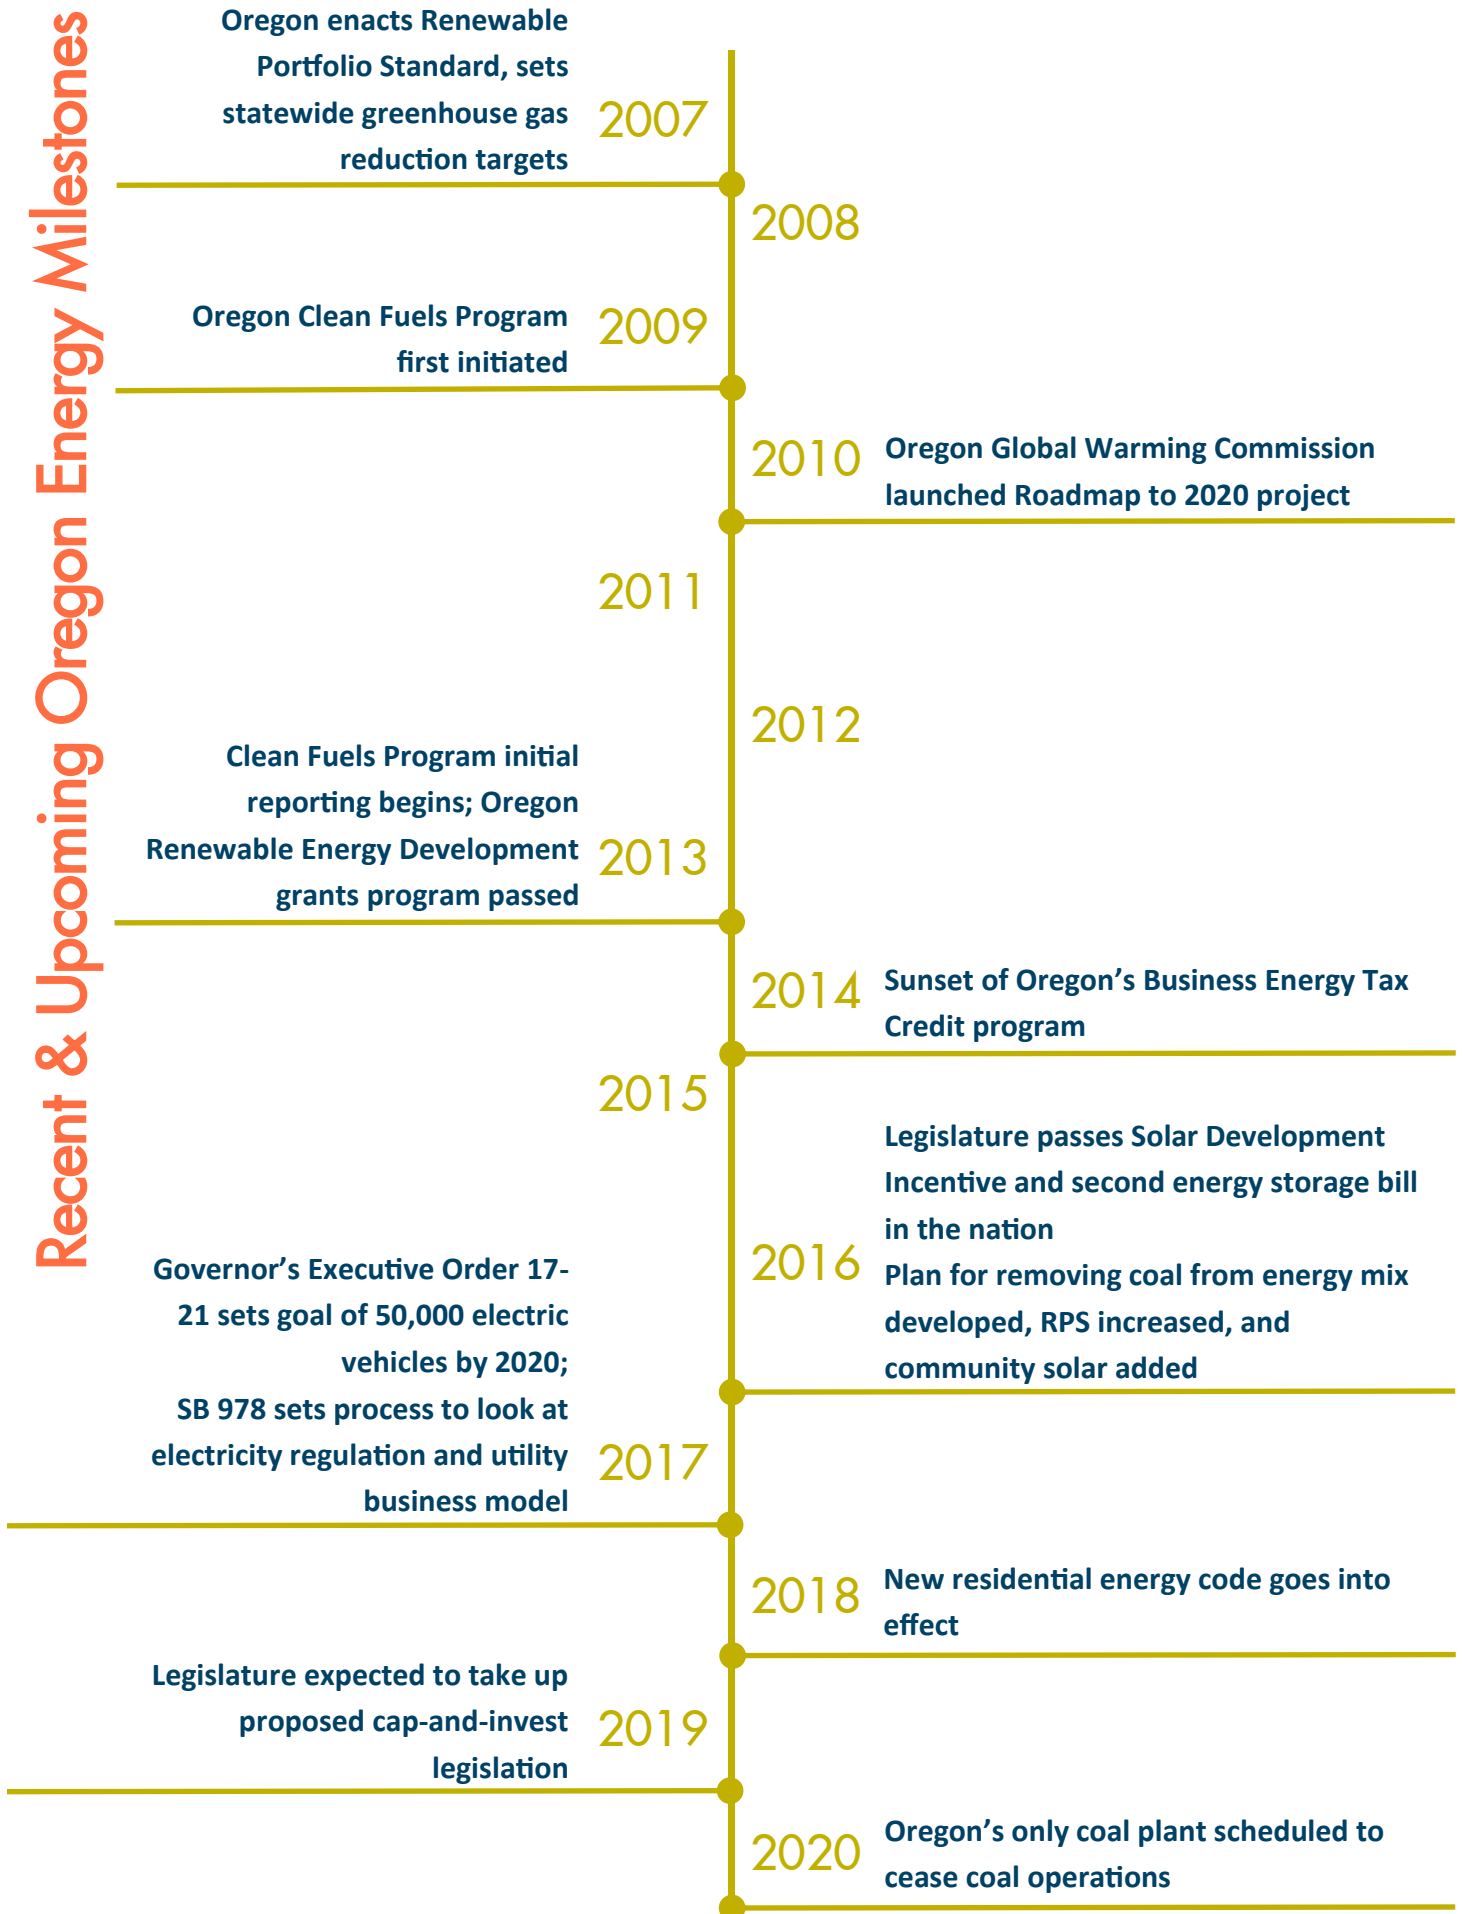 Recent & Upcoming Oregon Energy Milestones
Oregon enacts Renewable
Portfolio Standard, sets
statewide greenhouse gas
reduction targets
2007
2008
Oregon Clean Fuels Program
first initiated
2009
2010
Oregon Global Warming Commission
launched Roadmap to 2020 project
2011
2012
Clean Fuels Program initial
reporting begins; Oregon
Renewable Energy Development
grants program passed
2013
2014
Sunset of Oregon’s Business Energy Tax
Credit program
2015
Legislature passes Solar Development
Incentive and second energy storage bill
in the nation
Plan for removing coal from energy mix
developed, RPS increased, and
community solar added
2016
Governor’s Executive Order 17-
21 sets goal of 50,000 electric
vehicles by 2020;
SB 978 sets process to look at
electricity regulation and utility
business model
2017
2018
New residential energy code goes into
effect
Legislature expected to take up
proposed cap-and-invest
legislation
2019
2020
Oregon’s only coal plant scheduled to
cease coal operations